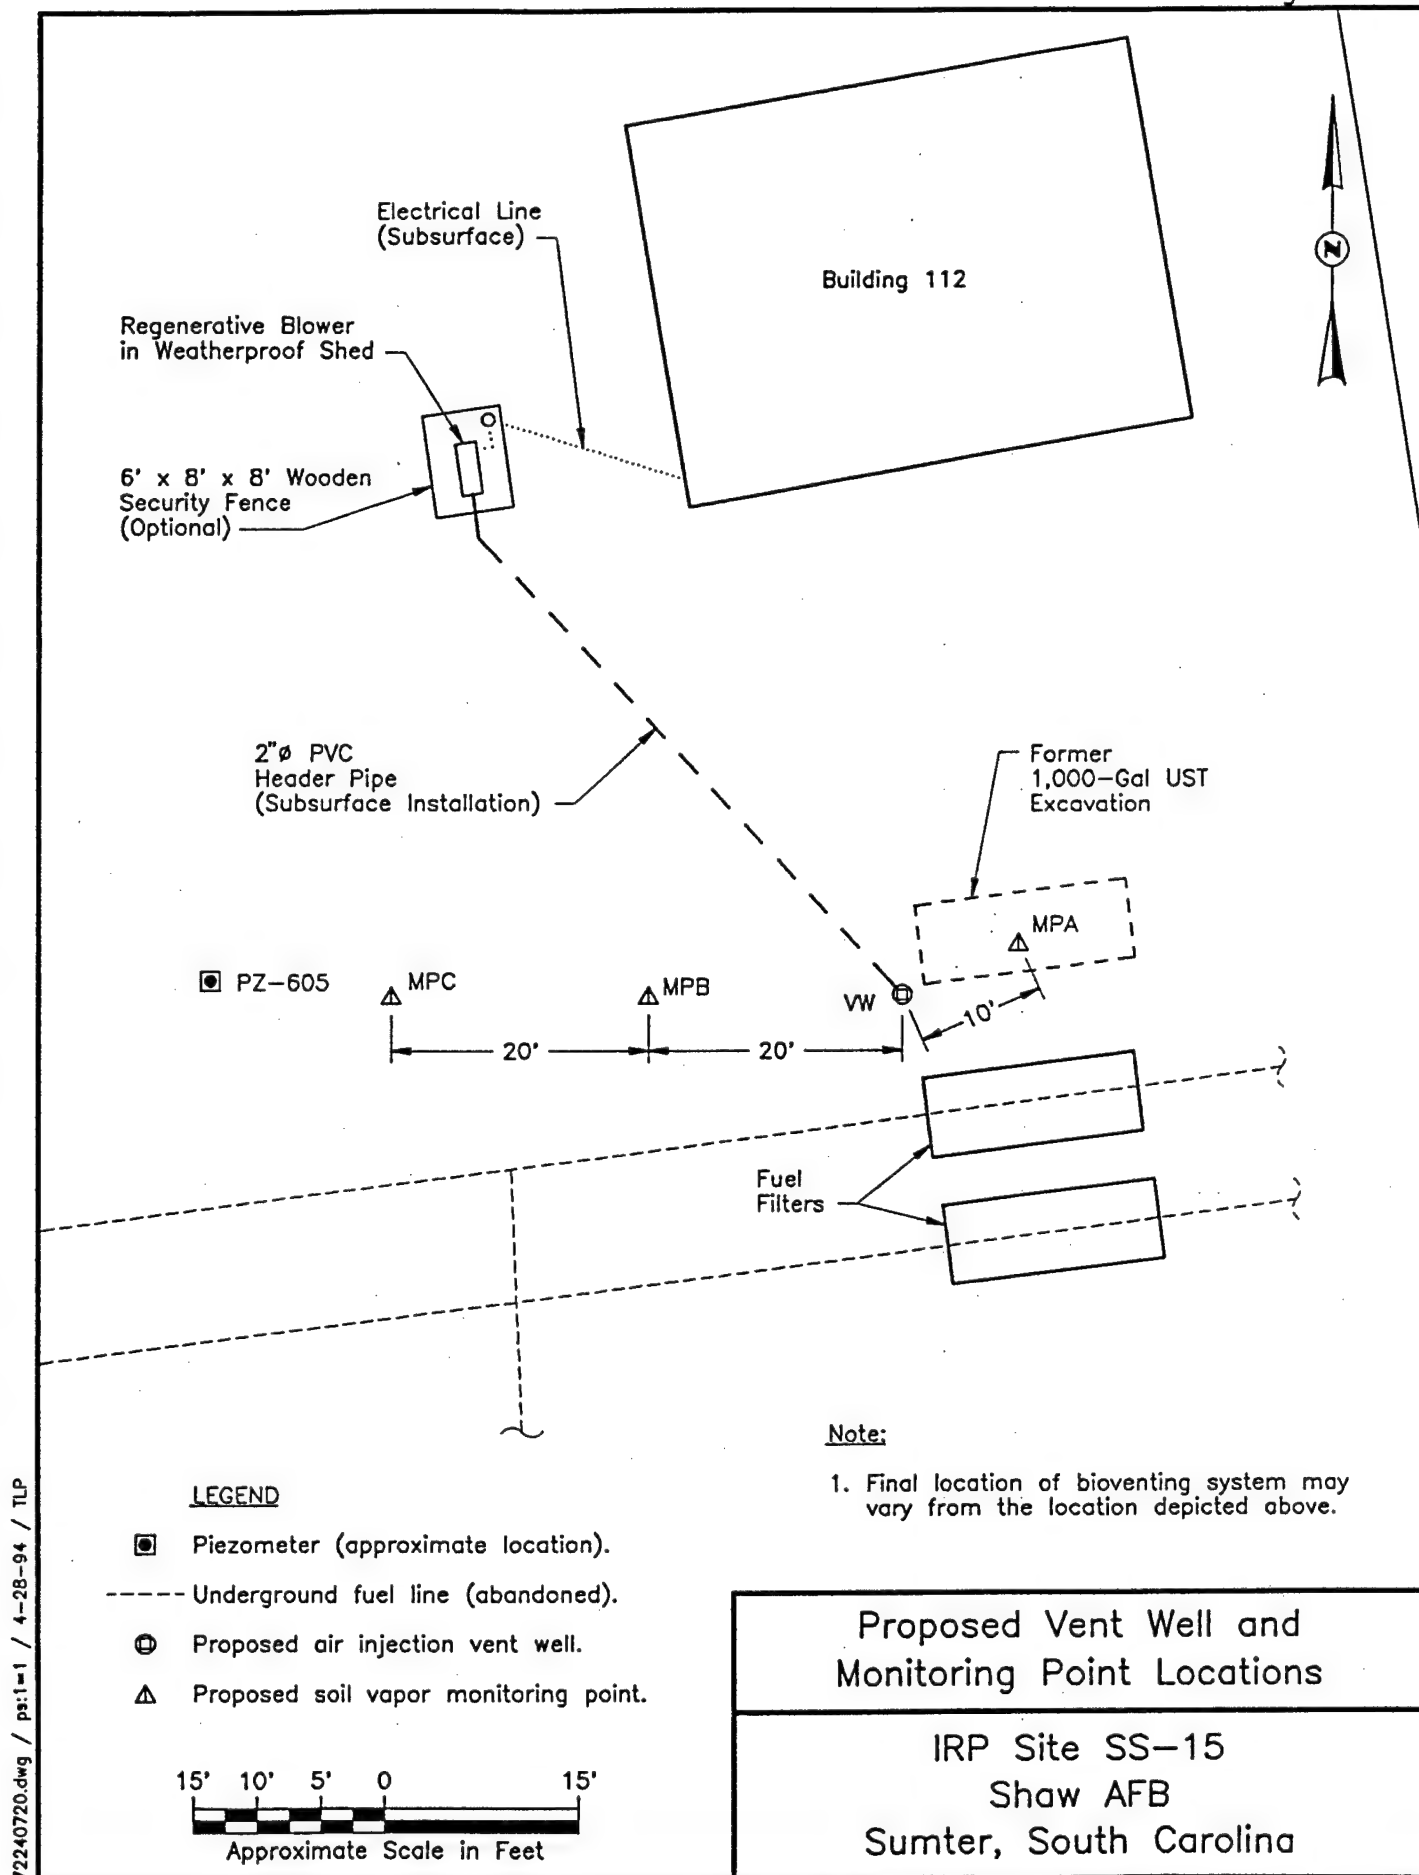 Electrical Line
(Subsurface)
Building 112
N
Regenerative Blower
in Weatherproof Shed
6' x 8' x 8' Wooden
Security Fence
(Optional)
2"ø PVC
Header Pipe
(Subsurface Installation)
Former
1,000-Gal UST
Excavation
MPA
PZ-605
MPC
MPB
VW
10'
20'
20'
Fuel
Filters
Note:
1. Final location of bioventing system may
vary from the location depicted above.
LEGEND
Piezometer (approximate location).
Underground fuel line (abandoned).
Proposed air injection vent well.
Proposed soil vapor monitoring point.
15' 10' 5' 0 15'
Approximate Scale in Feet
Proposed Vent Well and
Monitoring Point Locations
IRP Site SS-15
Shaw AFB
Sumter, South Carolina
72240720.dwg / ps:1=1 / 4-28-94 / TLP